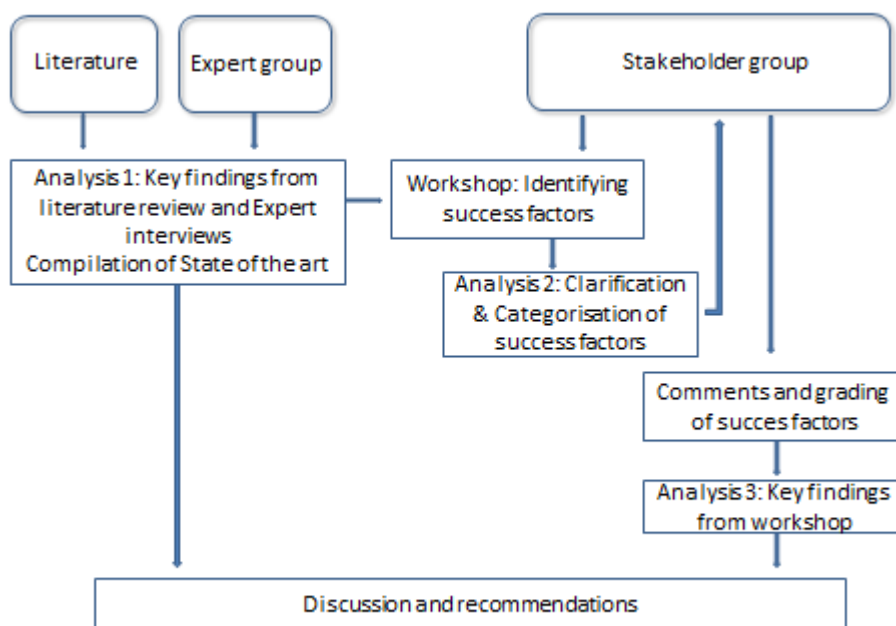 Literature
Expert group
Stakeholder group
Analysis 1: Key findings from
literature review and Expert
interviews
Compilation of State of the art
Workshop: Identifying
success factors
Analysis 2: Clarification
& Categorisation of
success factors
Comments and grading
of succes factors
Analysis 3: Key findings
from workshop
Discussion and recommendations